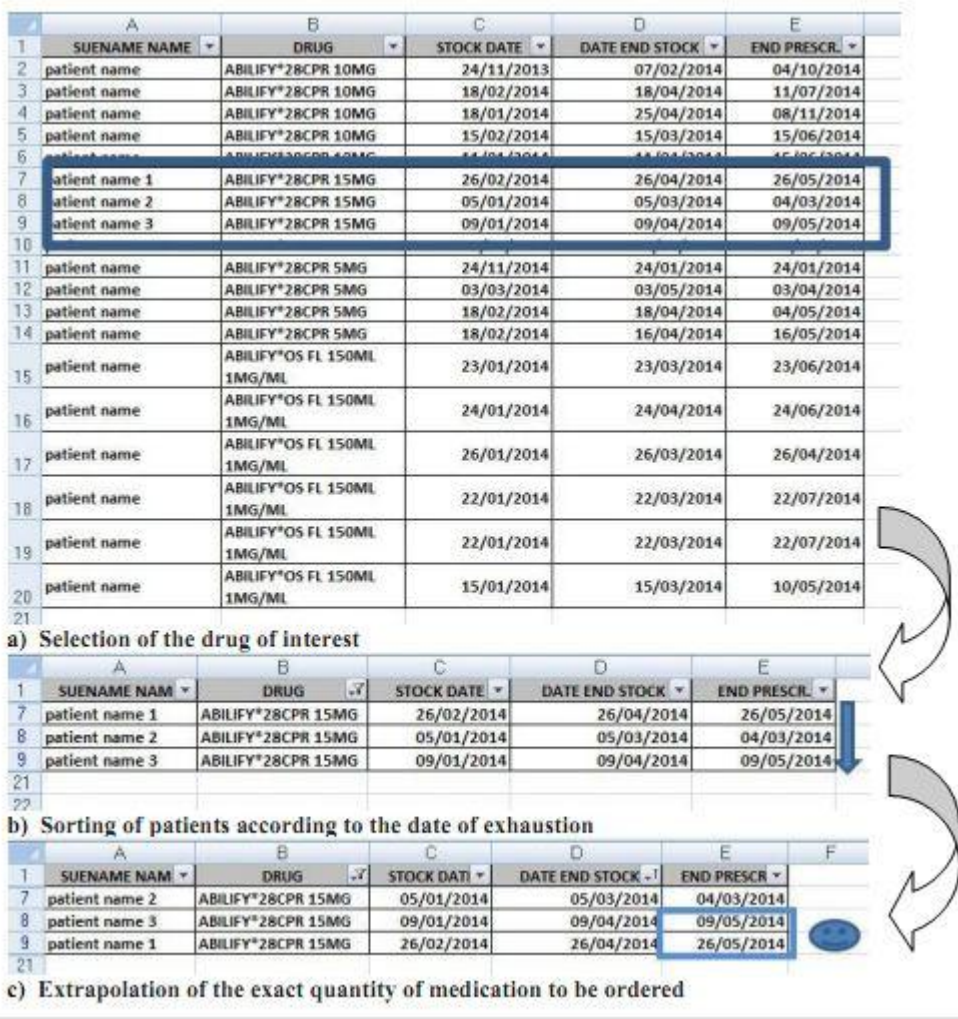 A B C D E
1 SUENAME NAME DRUG STOCK DATE DATE END STOCK END PRESCR.
2 patient name ABILIFY*28CPR 10MG 24/11/2013 07/02/2014 04/10/2014
3 patient name ABILIFY*28CPR 10MG 18/02/2014 18/04/2014 11/07/2014
4 patient name ABILIFY*28CPR 10MG 18/01/2014 25/04/2014 08/11/2014
5 patient name ABILIFY*28CPR 10MG 15/02/2014 15/03/2014 15/06/2014
6
7 atient name 1 ABILIFY*28CPR 15MG 26/02/2014 26/04/2014 26/05/2014
8 atient name 2 ABILIFY*28CPR 15MG 05/01/2014 05/03/2014 04/03/2014
9 atient name 3 ABILIFY*28CPR 15MG 09/01/2014 09/04/2014 09/05/2014
10
11 patient name ABILIFY*28CPR 5MG 24/11/2014 24/01/2014 24/01/2014
12 patient name ABILIFY*28CPR 5MG 03/03/2014 03/05/2014 03/04/2014
13 patient name ABILIFY*28CPR 5MG 18/02/2014 18/04/2014 04/05/2014
14 patient name ABILIFY*28CPR 5MG 18/02/2014 16/04/2014 16/05/2014
15 patient name ABILIFY*OS FL 150ML 23/01/2014 23/03/2014 23/06/2014
1MG/ML
16 patient name ABILIFY*OS FL 150ML 24/01/2014 24/04/2014 24/06/2014
1MG/ML
17 patient name ABILIFY*OS FL 150ML 26/01/2014 26/03/2014 26/04/2014
1MG/ML
18 patient name ABILIFY*OS FL 150ML 22/01/2014 22/03/2014 22/07/2014
1MG/ML
19 patient name ABILIFY*OS FL 150ML 22/01/2014 22/03/2014 22/07/2014
1MG/ML
20 patient name ABILIFY*OS FL 150ML 15/01/2014 15/03/2014 10/05/2014
1MG/ML
21
a) Selection of the drug of interest
A B C D E
1 SUENAME NAM DRUG STOCK DATE DATE END STOCK END PRESCR.
7 patient name 1 ABILIFY*28CPR 15MG 26/02/2014 26/04/2014 26/05/2014
8 patient name 2 ABILIFY*28CPR 15MG 05/01/2014 05/03/2014 04/03/2014
9 patient name 3 ABILIFY*28CPR 15MG 09/01/2014 09/04/2014 09/05/2014
21
22
b) Sorting of patients according to the date of exhaustion
A B C D E F
1 SUENAME NAM DRUG STOCK DATI DATE END STOCK END PRESCR
7 patient name 2 ABILIFY*28CPR 15MG 05/01/2014 05/03/2014 04/03/2014
8 patient name 3 ABILIFY*28CPR 15MG 09/01/2014 09/04/2014 09/05/2014
9 patient name 1 ABILIFY*28CPR 15MG 26/02/2014 26/04/2014 26/05/2014
21
c) Extrapolation of the exact quantity of medication to be ordered